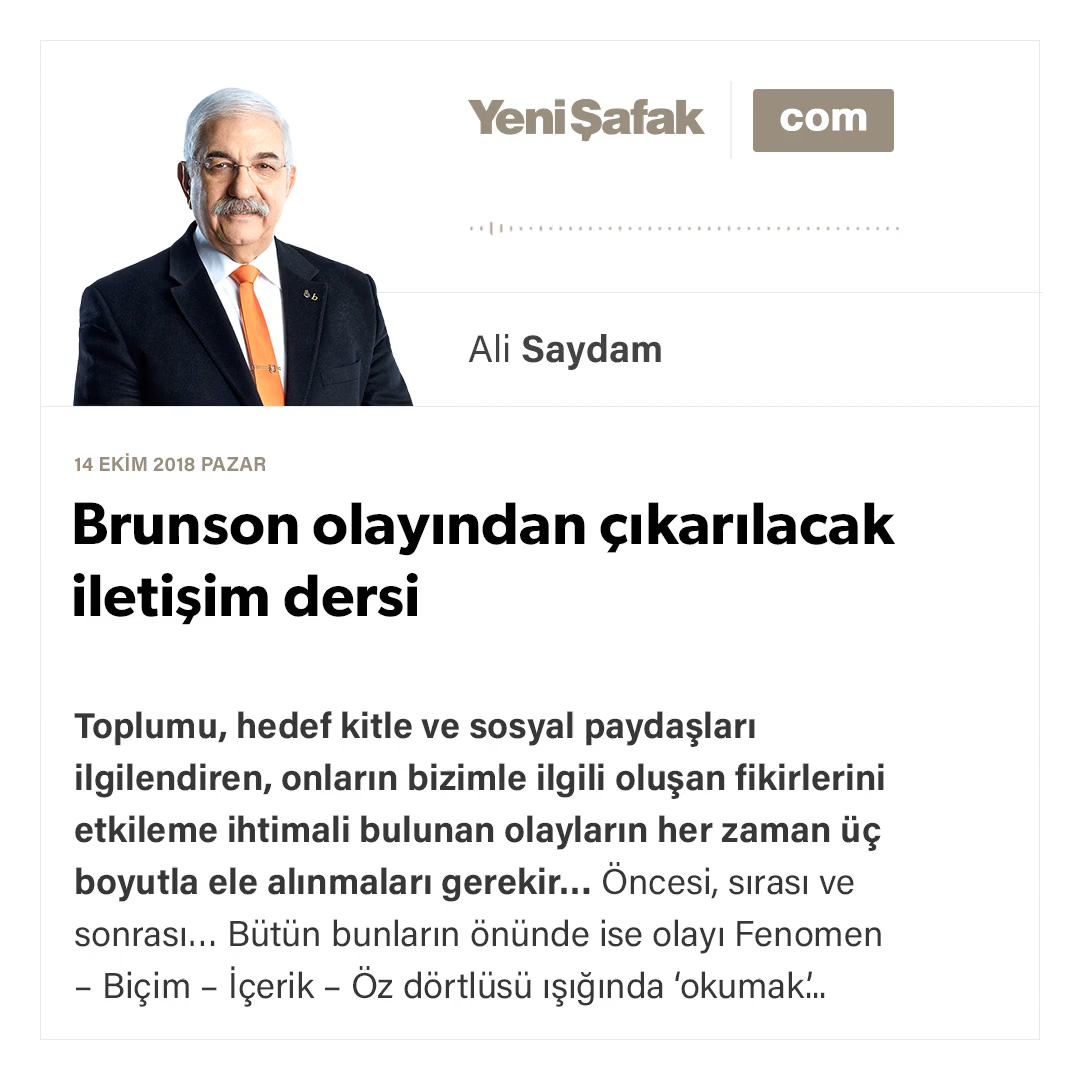 YeniŞafak com
Ali Saydam
14 EKİM 2018 PAZAR
Brunson olayından çıkarılacak
iletişim dersi
Toplumu, hedef kitle ve sosyal paydaşları
ilgilendiren, onların bizimle ilgili oluşan fikirlerini
etkileme ihtimali bulunan olayların her zaman üç
boyutla ele alınmaları gerekir… Öncesi, sırası ve
sonrası… Bütün bunların önünde ise olayı Fenomen
– Biçim – İçerik – Öz dörtlüsü ışığında ‘okumak’...